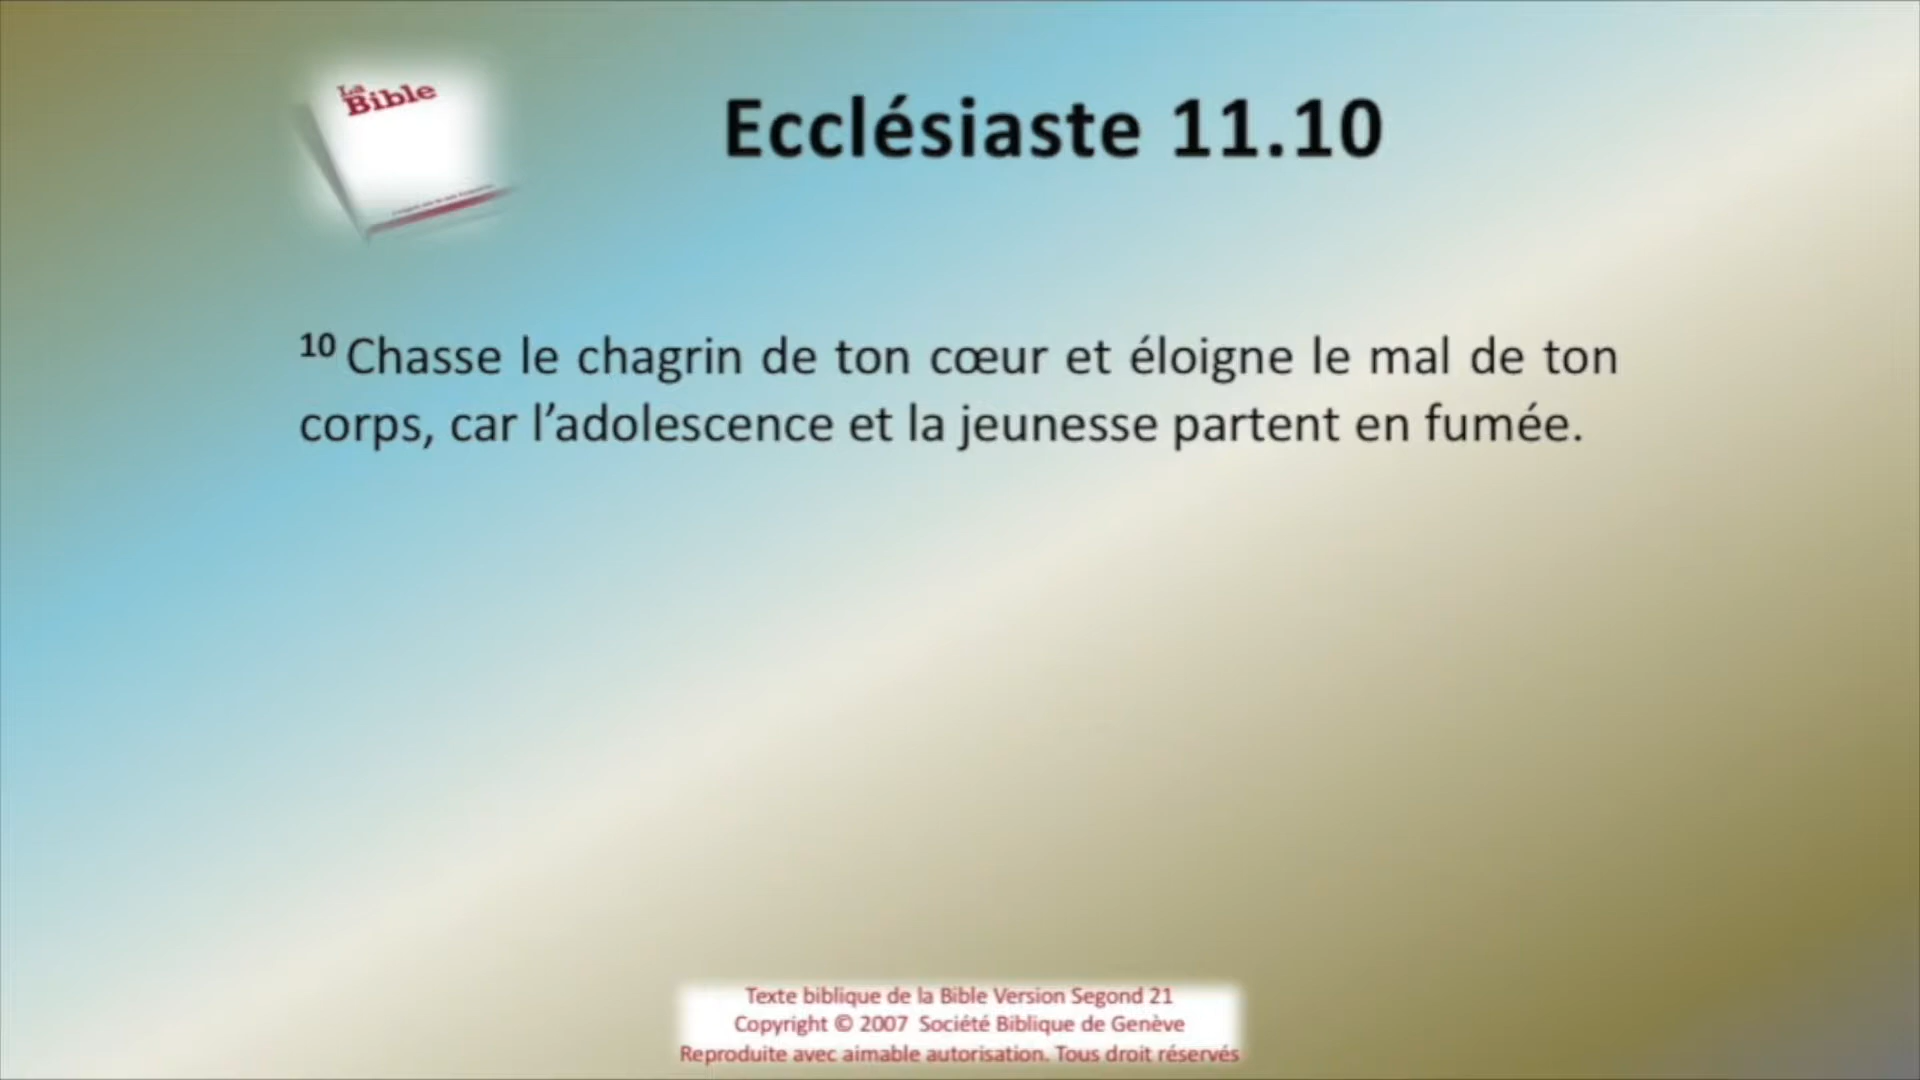 La
Bible
Ecclésiaste 11.10
10 Chasse le chagrin de ton cœur et éloigne le mal de ton
corps, car l’adolescence et la jeunesse partent en fumée.
Texte biblique de la Bible Version Segond 21
Copyright © 2007 Société Biblique de Genève
Reproduite avec aimable autorisation. Tous droit réservés